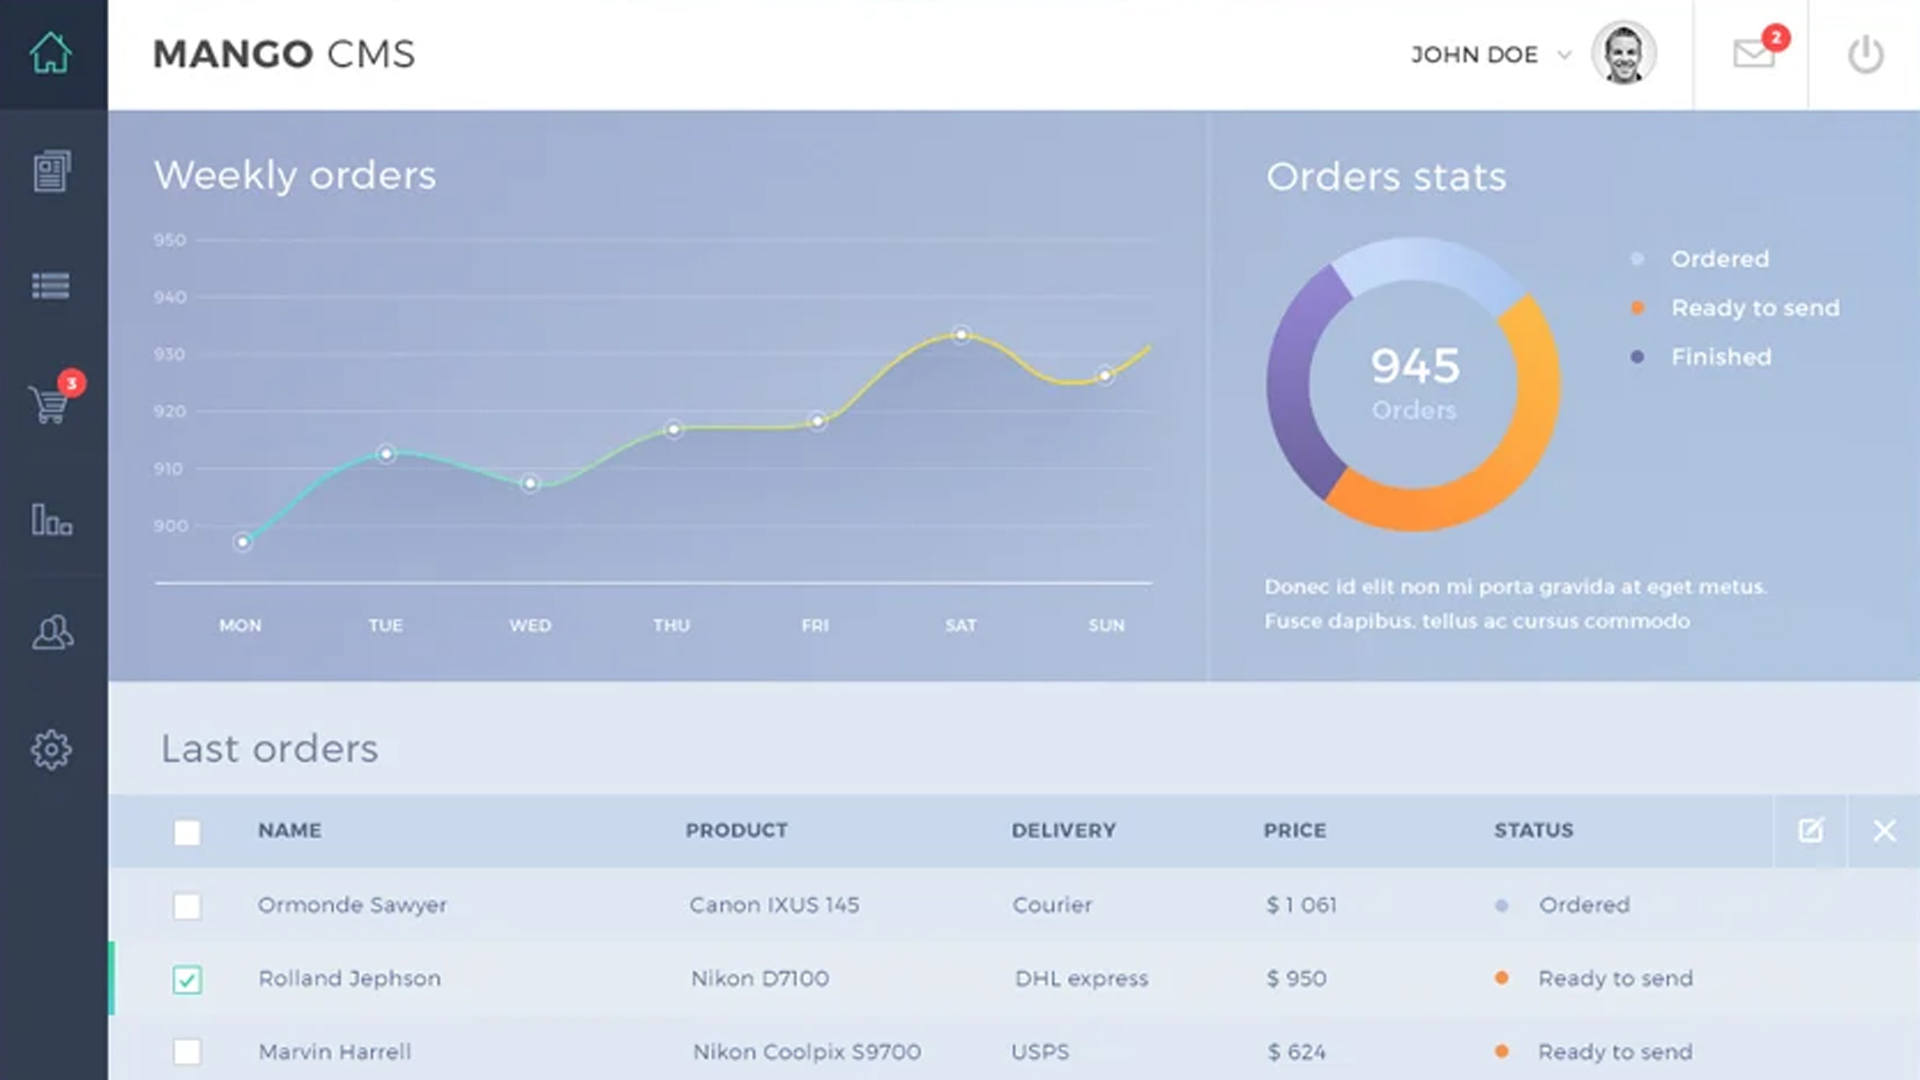 MANGO CMS
JOHN DOE
2
3
Weekly orders
950
940
930
920
910
900
MON TUE WED THU FRI SAT SUN
Orders stats
945
Orders
Ordered
Ready to send
Finished
Donec id elit non mi porta gravida at eget metus.
Fusce dapibus, tellus ac cursus commodo
Last orders
NAME PRODUCT DELIVERY PRICE STATUS
Ormonde Sawyer Canon IXUS 145 Courier $ 1 061 Ordered
Rolland Jephson Nikon D7100 DHL express $ 950 Ready to send
Marvin Harrell Nikon Coolpix S9700 USPS $ 624 Ready to send